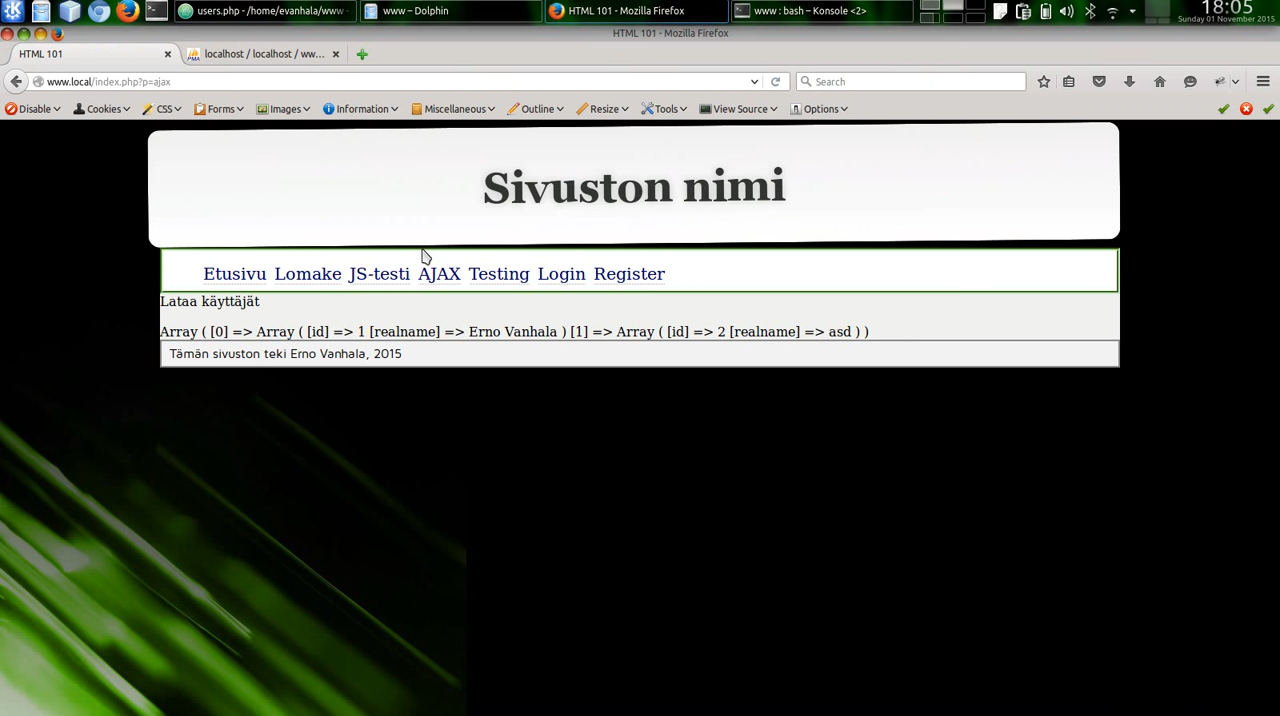 users.php - /home/evanhala/www -
www – Dolphin
HTML 101 - Mozilla Firefox
www : bash – Konsole <2>
18:05
Sunday 01 November 2015
HTML 101 - Mozilla Firefox
HTML 101
localhost / localhost / ww...
www.local/index.php?p=ajax
Search
Disable
Cookies
CSS
Forms
Images
Information
Miscellaneous
Outline
Resize
Tools
View Source
Options
Sivuston nimi
Etusivu Lomake JS-testi AJAX Testing Login Register
Lataa käyttäjät
Array ( [0] => Array ( [id] => 1 [realname] => Erno Vanhala ) [1] => Array ( [id] => 2 [realname] => asd ) )
Tämän sivuston teki Erno Vanhala, 2015